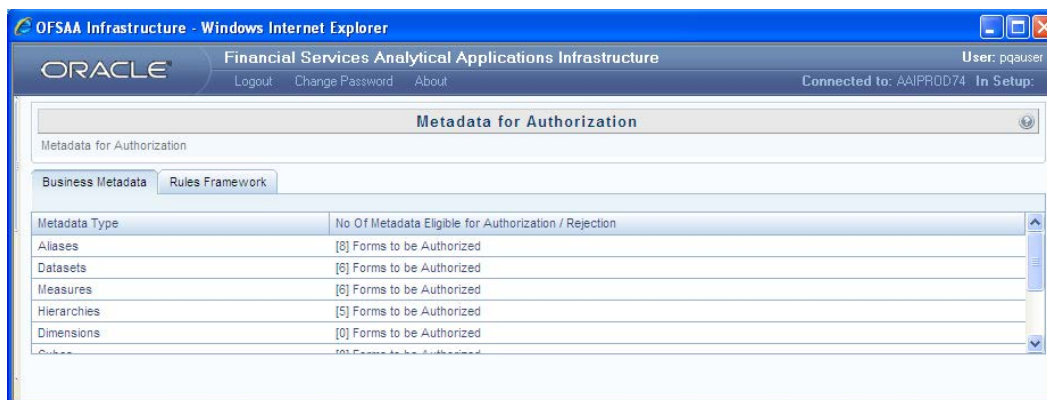 OFSAA Infrastructure - Windows Internet Explorer
ORACLE
Financial Services Analytical Applications Infrastructure
User: pqauser
Logout Change Password About
Connected to: AAIPROD74 In Setup:
Metadata for Authorization
Metadata for Authorization
Business Metadata Rules Framework
Metadata Type No Of Metadata Eligible for Authorization / Rejection
Aliases [8] Forms to be Authorized
Datasets [6] Forms to be Authorized
Measures [6] Forms to be Authorized
Hierarchies [5] Forms to be Authorized
Dimensions [0] Forms to be Authorized